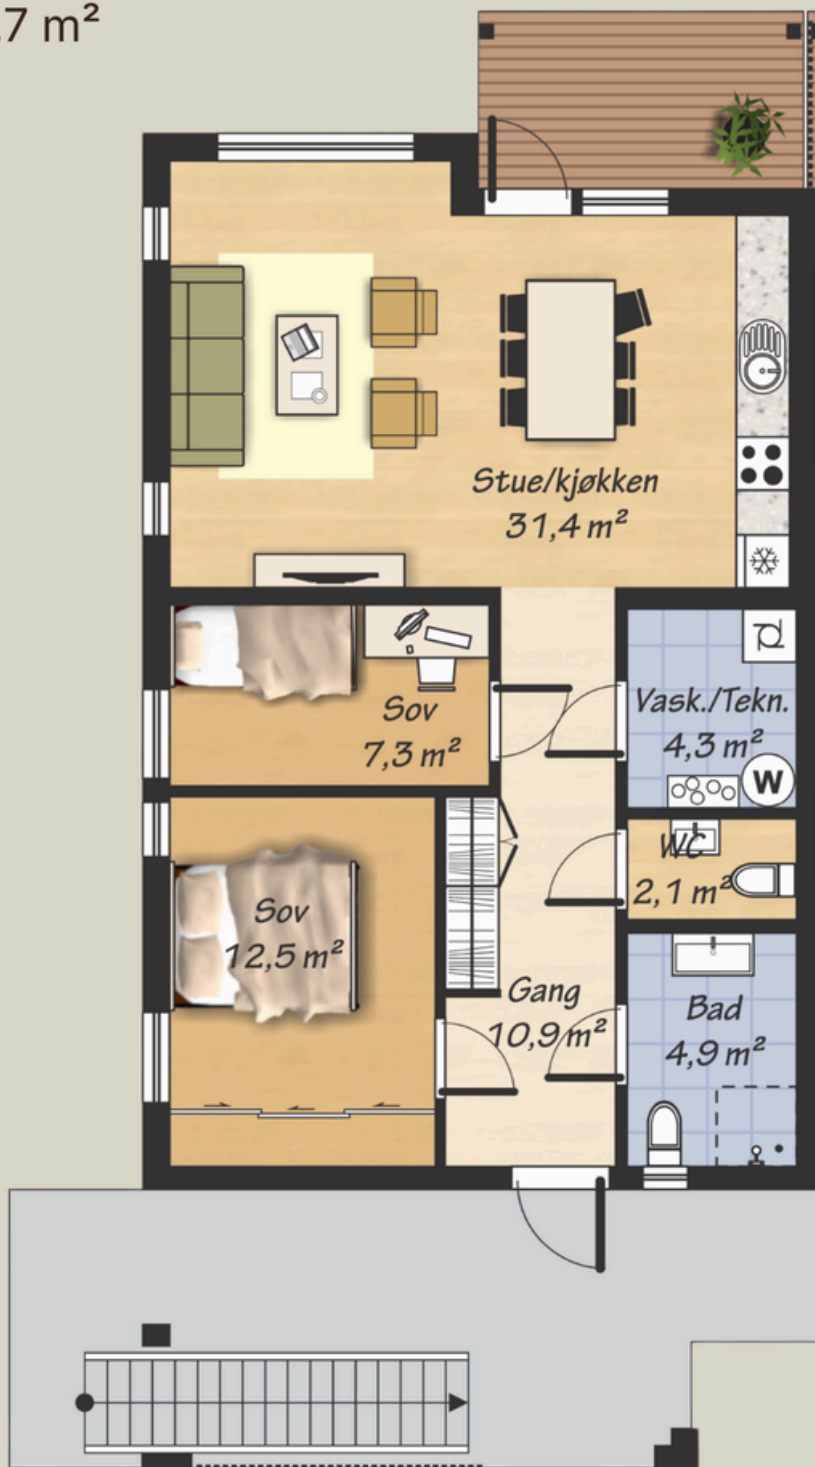 7 m²
Stue/kjøkken
31,4 m²
Sov
7,3 m²
Vask./Tekn.
4,3 m²
W
WC
2,1 m²
Sov
12,5 m²
Gang
10,9 m²
Bad
4,9 m²